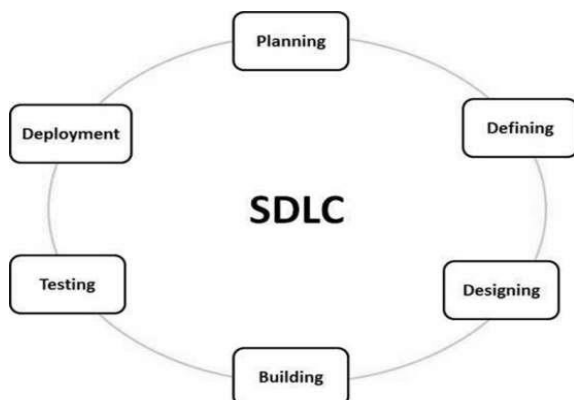 Planning
Defining
Deployment
SDLC
Testing
Designing
Building